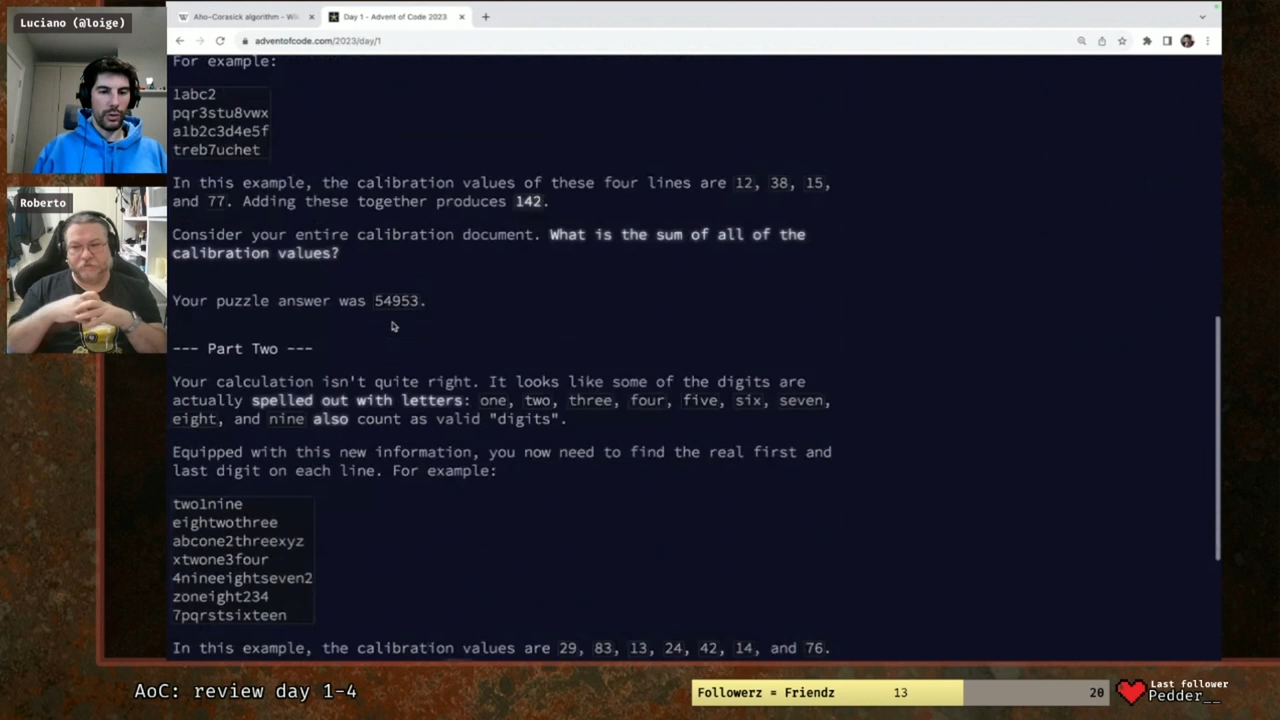 Luciano (@loige)
Roberto
Aho–Corasick algorithm - Wi
Day 1 - Advent of Code 2023
adventofcode.com/2023/day/1
For example:
1abc2
pqr3stu8vwx
a1b2c3d4e5f
treb7uchet
In this example, the calibration values of these four lines are 12, 38, 15,
and 77. Adding these together produces 142.
Consider your entire calibration document. What is the sum of all of the
calibration values?
Your puzzle answer was 54953.
--- Part Two ---
Your calculation isn't quite right. It looks like some of the digits are
actually spelled out with letters: one, two, three, four, five, six, seven,
eight, and nine also count as valid "digits".
Equipped with this new information, you now need to find the real first and
last digit on each line. For example:
two1nine
eightwothree
abcone2threexyz
xtwone3four
4nineeightseven2
zoneight234
7pqrstsixteen
In this example, the calibration values are 29, 83, 13, 24, 42, 14, and 76.
AoC: review day 1-4
Followerz = Friendz 13 20
Last follower
Pedder__